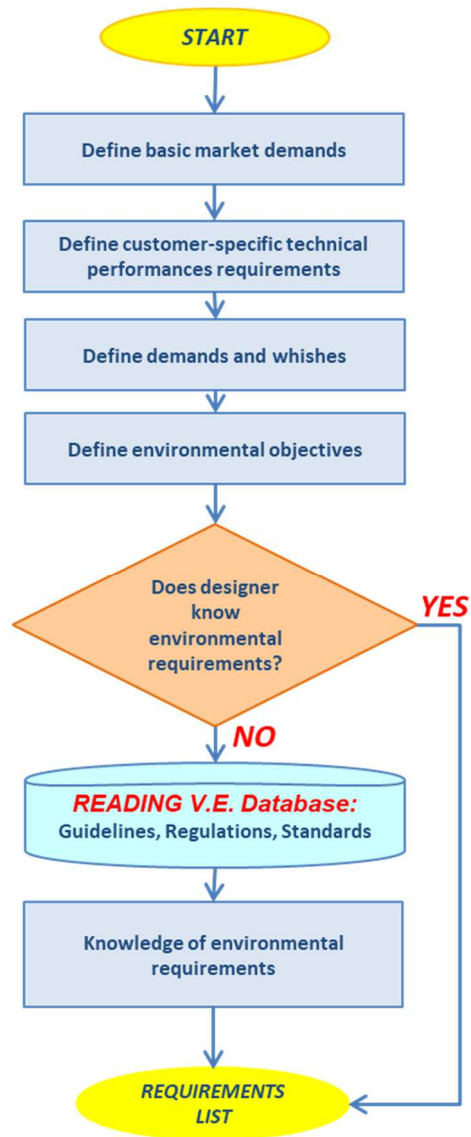 START
Define basic market demands
Define customer-specific technical
performances requirements
Define demands and whishes
Define environmental objectives
Does designer
know
environmental
requirements?
YES
NO
READING V.E. Database:
Guidelines, Regulations, Standards
Knowledge of environmental
requirements
REQUIREMENTS
LIST